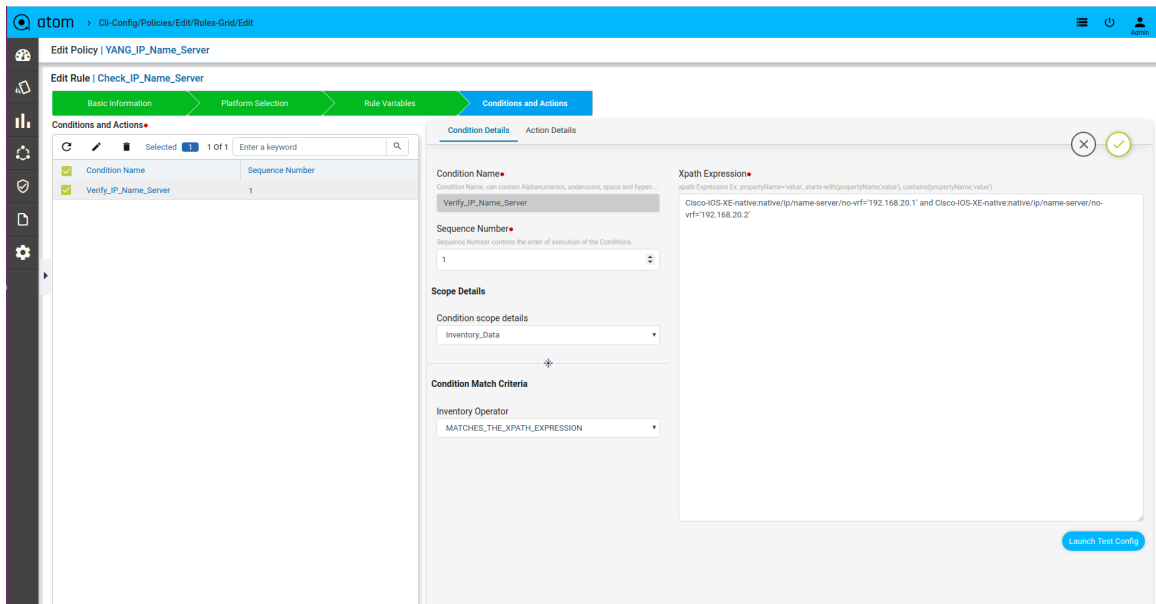 atom > Cli-Config/Policies/Edit/Rules-Grid/Edit
Admin
Edit Policy | YANG_IP_Name_Server
Edit Rule | Check_IP_Name_Server
Basic Information Platform Selection Rule Variables Conditions and Actions
Conditions and Actions
Selected 1 1 Of 1 Enter a keyword
Condition Name Sequence Number
Verify_IP_Name_Server 1
Condition Details Action Details
Condition Name
Condition Name, can contain Alphanumerics, underscore, space and hypen ...
Verify_IP_Name_Server
Sequence Number
Sequence Number controls the order of execution of the Conditions.
1
Scope Details
Condition scope details
Inventory_Data
Condition Match Criteria
Inventory Operator
MATCHES_THE_XPATH_EXPRESSION
Xpath Expression
xpath Expression Ex: propertyName='value', starts-with(propertyName,'value'), contains(propertyName,'value')
Cisco-IOS-XE-native:native/ip/name-server/no-vrf='192.168.20.1' and Cisco-IOS-XE-native:native/ip/name-server/no-
vrf='192.168.20.2'
Launch Test Config